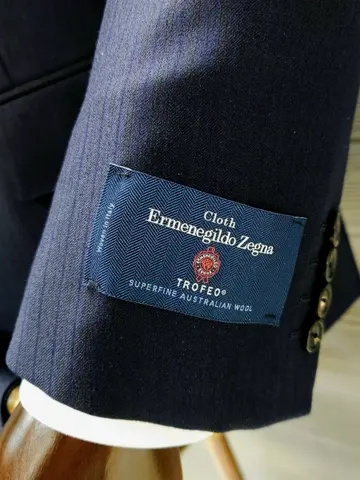 Cloth
Ermenegildo Zegna
TROFEO®
SUPERFINE AUSTRALIAN WOOL
Woven in Italy